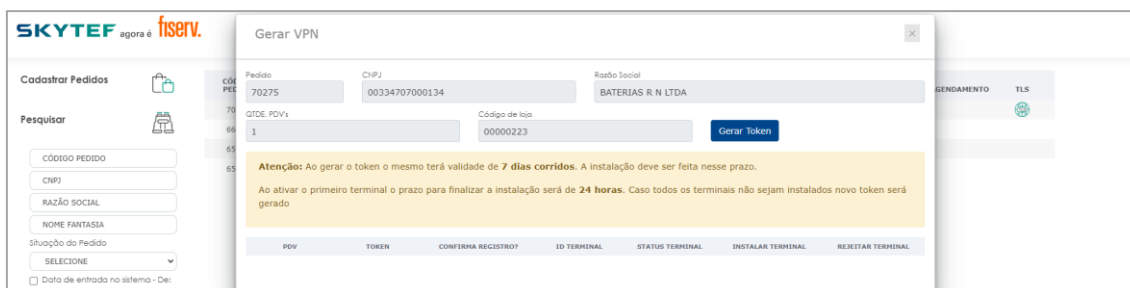 SKYTEF agora é fiserv.
Cadastrar Pedidos
Pesquisar
CÓDIGO PEDIDO
CNPJ
RAZÃO SOCIAL
NOME FANTASIA
Situação do Pedido
SELECIONE
Data de entrada no sistema - De:
Gerar VPN
×
Pedido CNPJ Razão Social
70275 00334707000134 BATERIAS R N LTDA
QTDE. PDV's Código de loja
1 00000223 Gerar Token
Atenção: Ao gerar o token o mesmo terá validade de 7 dias corridos. A instalação deve ser feita nesse prazo.
Ao ativar o primeiro terminal o prazo para finalizar a instalação será de 24 horas. Caso todos os terminais não sejam instalados novo token será
gerado
PDV TOKEN CONFIRMA REGISTRO? ID TERMINAL STATUS TERMINAL INSTALAR TERMINAL REJEITAR TERMINAL
TLS